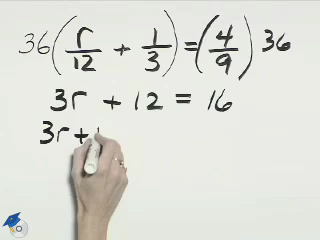 36(r/12 + 1/3) = (4/9)36
3r + 12 = 16
3r +